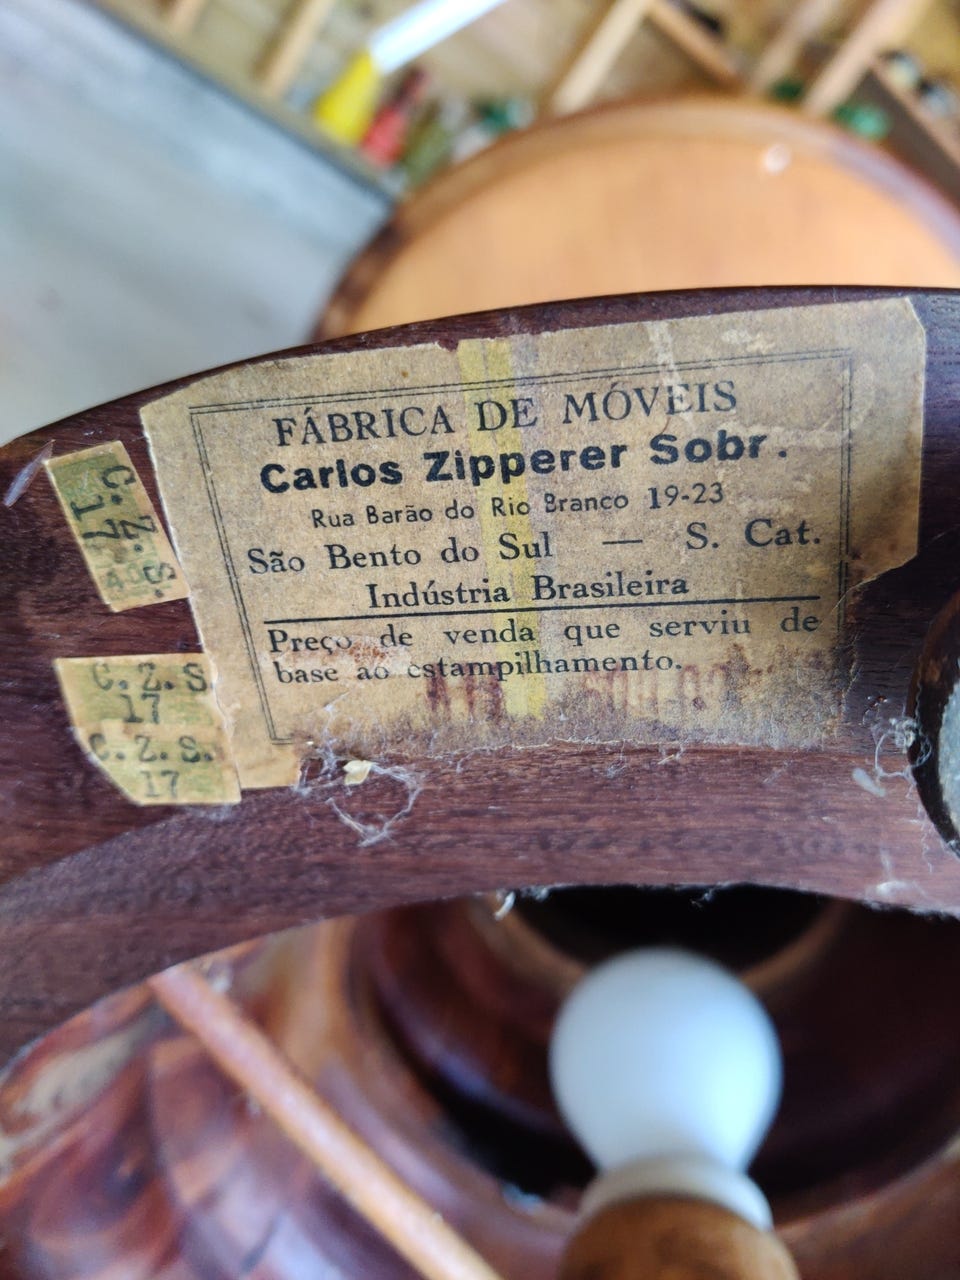 FÁBRICA DE MÓVEIS
Carlos Zipperer Sobr.
Rua Barão do Rio Branco 19-23
São Bento do Sul — S. Cat.
Indústria Brasileira
Preço de venda que serviu de
base ao estampilhamento.
C. Z. S.
17
C. Z. S
17
C. Z. S.
17